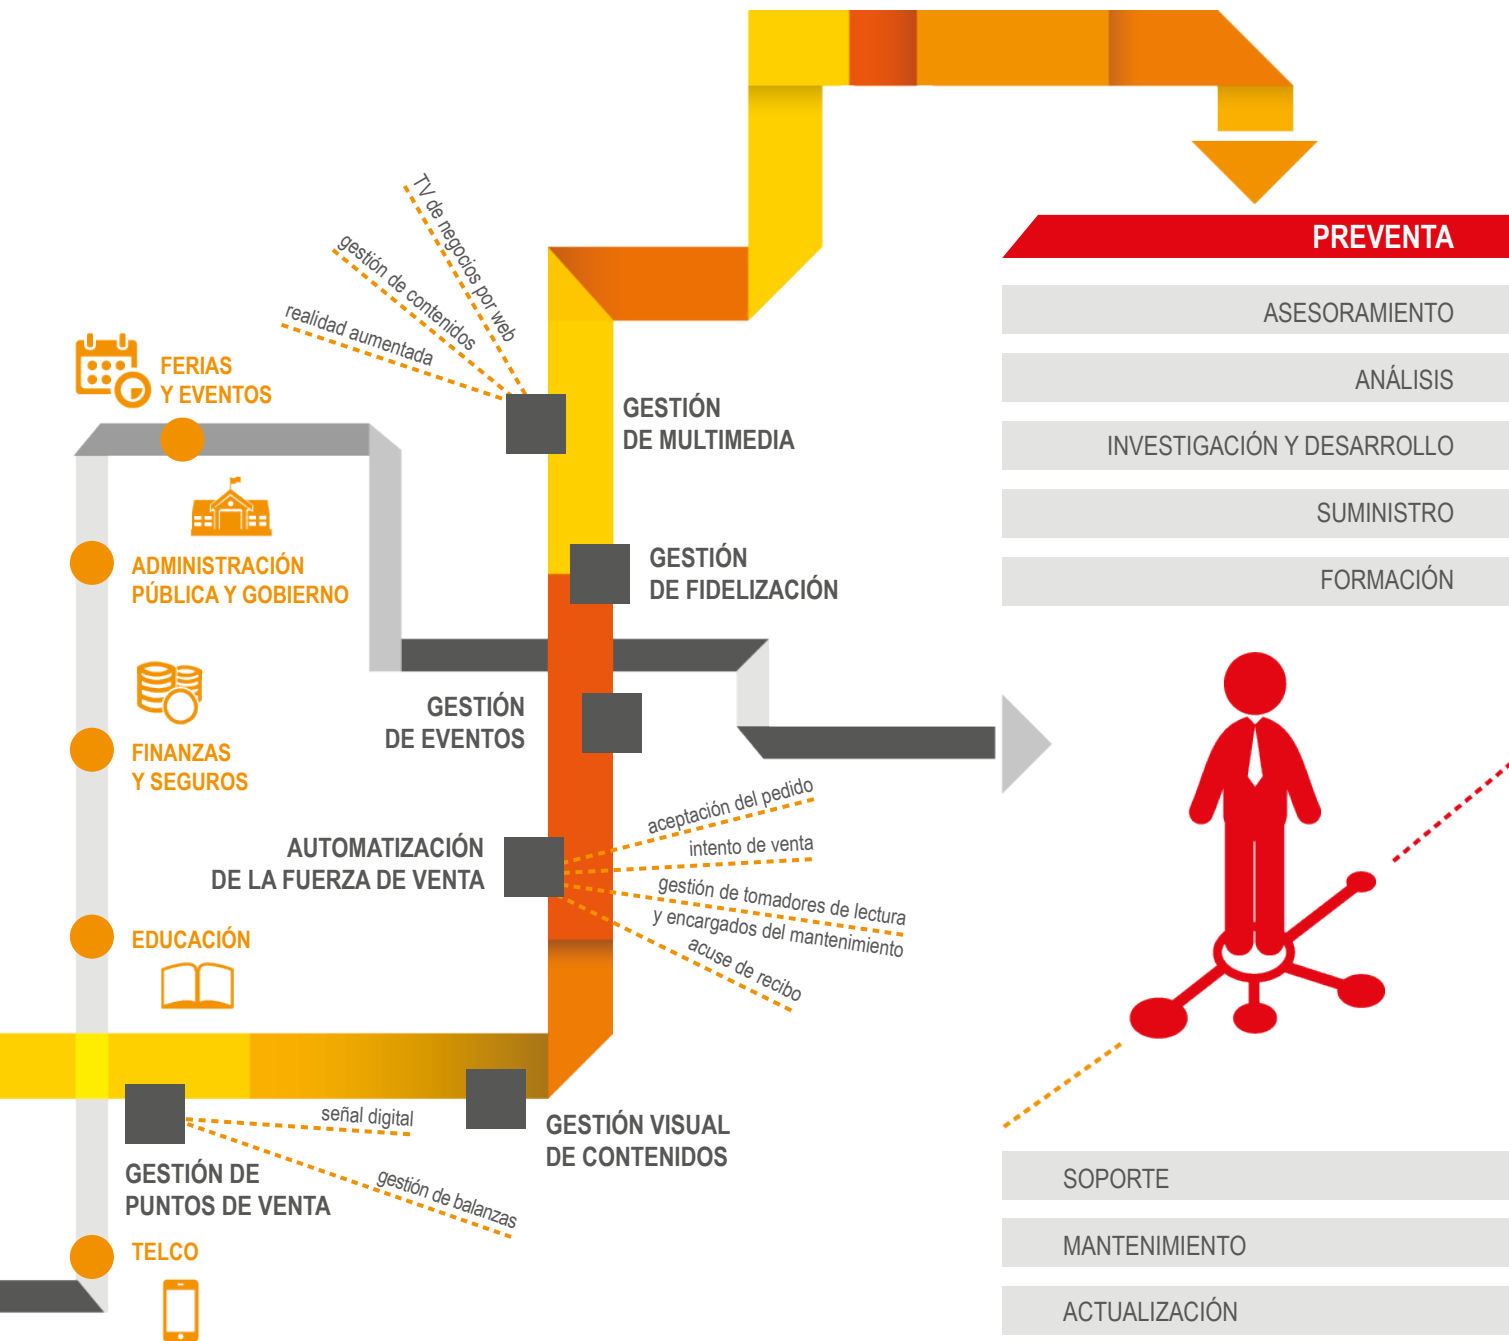 TV de negocios por web
gestión de contenidos
realidad aumentada
FERIAS
Y EVENTOS
GESTIÓN
DE MULTIMEDIA
ADMINISTRACIÓN
PÚBLICA Y GOBIERNO
GESTIÓN
DE FIDELIZACIÓN
FINANZAS
Y SEGUROS
GESTIÓN
DE EVENTOS
AUTOMATIZACIÓN
DE LA FUERZA DE VENTA
aceptación del pedido
intento de venta
gestión de tomadores de lectura
y encargados del mantenimiento
acuse de recibo
EDUCACIÓN
señal digital
gestión de balanzas
GESTIÓN DE
PUNTOS DE VENTA
GESTIÓN VISUAL
DE CONTENIDOS
TELCO
PREVENTA
ASESORAMIENTO
ANÁLISIS
INVESTIGACIÓN Y DESARROLLO
SUMINISTRO
FORMACIÓN
SOPORTE
MANTENIMIENTO
ACTUALIZACIÓN